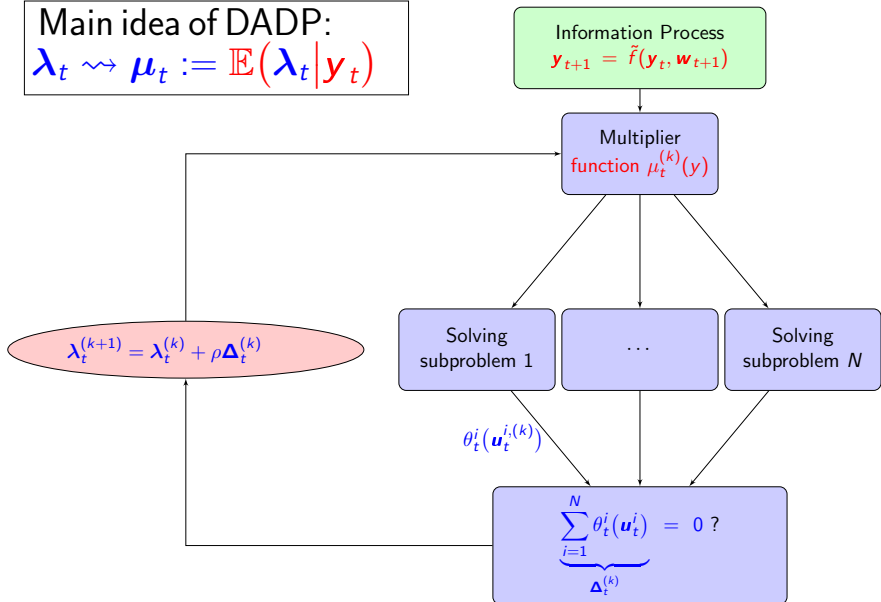 Main idea of DADP:
λ_t ⇝ μ_t := 𝔼(λ_t|y_t)
Information Process
y_{t+1} = f̃(y_t, w_{t+1})
Multiplier
function μ_t^{(k)}(y)
Solving
subproblem 1
...
Solving
subproblem N
λ_t^{(k+1)} = λ_t^{(k)} + ρΔ_t^{(k)}
θ_t^i(u_t^{i,(k)})
∑_{i=1}^{N} θ_t^i(u_t^i) = 0 ?
Δ_t^{(k)}